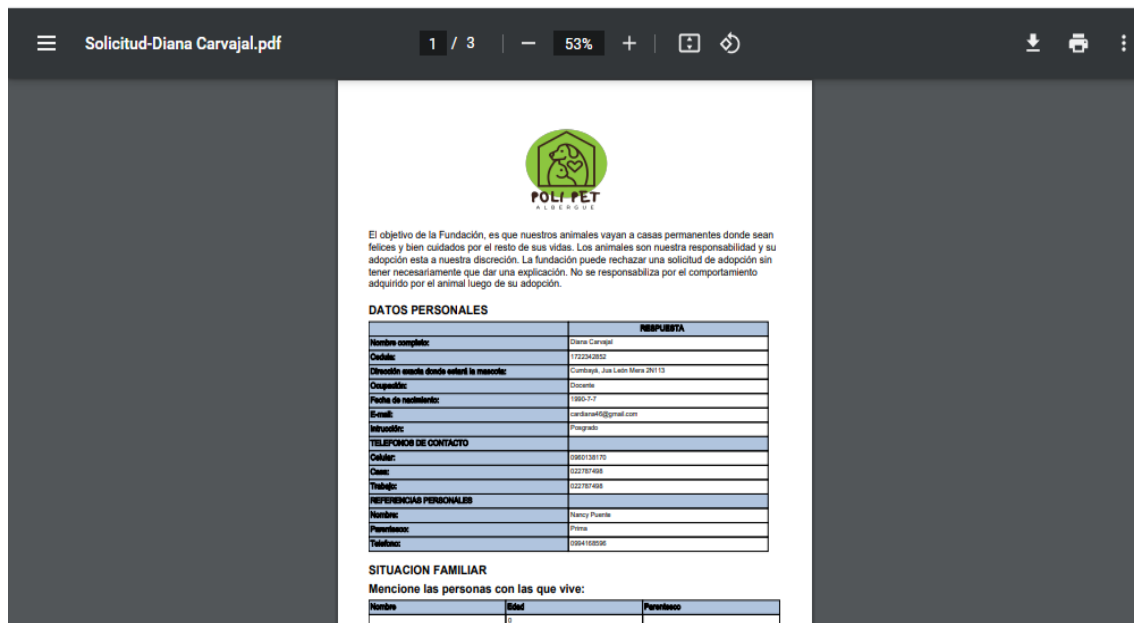 Solicitud-Diana Carvajal.pdf 1 / 3 53%
POLI PET
ALBERGUE
El objetivo de la Fundación, es que nuestros animales vayan a casas permanentes donde sean
felices y bien cuidados por el resto de sus vidas. Los animales son nuestra responsabilidad y su
adopción esta a nuestra discreción. La fundación puede rechazar una solicitud de adopción sin
tener necesariamente que dar una explicación. No se responsabiliza por el comportamiento
adquirido por el animal luego de su adopción.
DATOS PERSONALES
RESPUESTA
Nombre completo: Diana Carvajal
Cedula: 1722342852
Dirección exacta donde estará la mascota: Cumbayá, Jua León Mera 2N113
Ocupación: Docente
Fecha de nacimiento: 1990-7-7
E-mail: cardiana46@gmail.com
Intrucción: Posgrado
TELEFONOS DE CONTACTO
Celular: 0960138170
Casa: 022787498
Trabajo: 022787498
REFERENCIAS PERSONALES
Nombre: Nancy Puente
Parentesco: Prima
Telefono: 0994168596
SITUACION FAMILIAR
Mencione las personas con las que vive:
Nombre Edad Parentesco
0